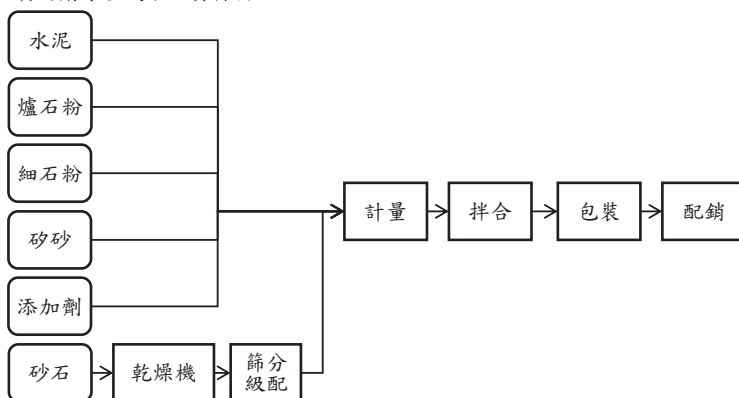 水泥
爐石粉
細石粉
矽砂
添加劑
砂石
乾燥機
篩分
級配
計量
拌合
包裝
配銷